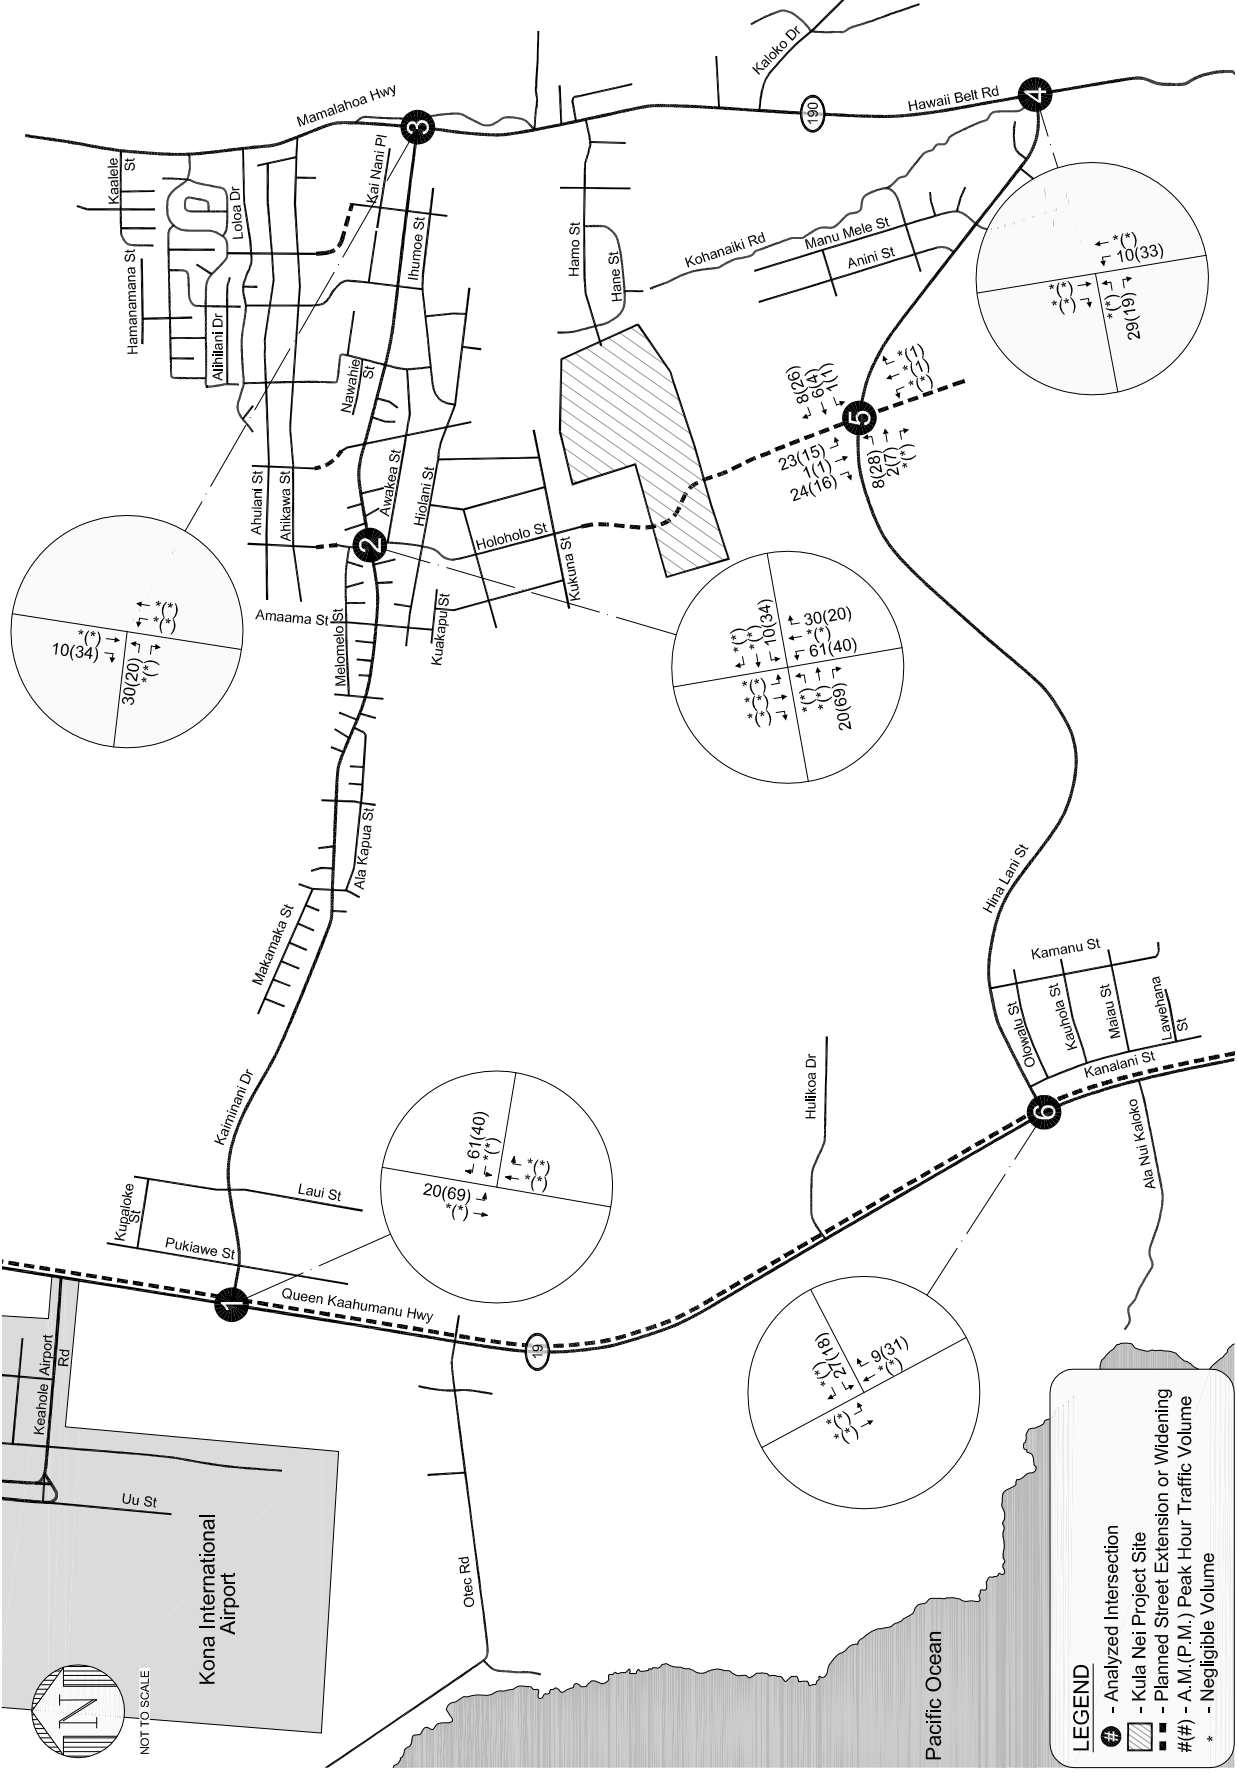 Mamalahoa Hwy
3
Kaalele
St
Kai Nani Pl
Loloa Dr
Hamanamana St
Alihilani Dr
Ihumoe St
Nawahie
St
Ahulani St
Ahikawa St
Awakea St
Hiolani St
2
Amaama St
Melomelo St
Kuakapu St
Holoholo St
Kukuna St
Hamo St
Hane St
Kaloko Dr
190
Hawaii Belt Rd
4
Kohanaiki Rd
Manu Mele St
Anini St
*(*)
10(33)
*(*)
*(*)
*(*)
29(19)
8(26)
6(4)
1(1)
*(1)
*(1)
*(*)
5
23(15)
1(1)
24(16)
8(28)
2(7)
*(*)
*(*)
*(*)
*(*)
10(34)
30(20)
*(*)
*(*)
*(*)
10(34)
30(20)
*(*)
61(40)
*(*)
*(*)
*(*)
*(*)
*(*)
20(69)
Ala Kapua St
Makamaka St
Kaiminani Dr
Hina Lani St
Kamanu St
Olowalu St
Kauhola St
Maiau St
Lawehana
St
Kanalani St
Ala Nui Kaloko
6
Hulikoa Dr
61(40)
*(*)
*(*)
*(*)
20(69)
*(*)
Kupaloke
St
Laui St
Pukiawe St
1
Queen Kaahumanu Hwy
19
Keahole Airport
Rd
*(*)
27(18)
9(31)
*(*)
*(*)
*(*)
Uu St
Otec Rd
Kona International
Airport
N
NOT TO SCALE
Pacific Ocean
LEGEND
# - Analyzed Intersection
- Kula Nei Project Site
- Planned Street Extension or Widening
#(#) - A.M.(P.M.) Peak Hour Traffic Volume
* - Negligible Volume